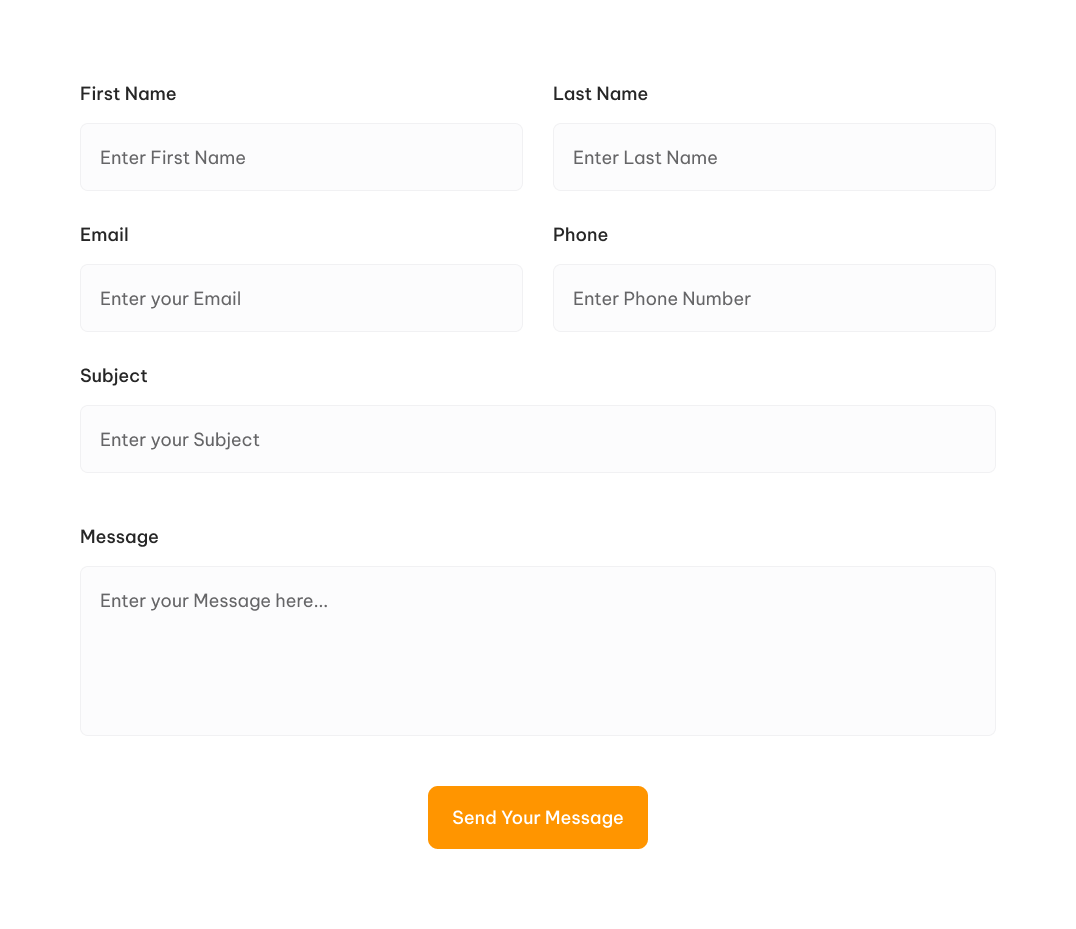 First Name
Last Name
Enter First Name
Enter Last Name
Email
Phone
Enter your Email
Enter Phone Number
Subject
Enter your Subject
Message
Enter your Message here...
Send Your Message